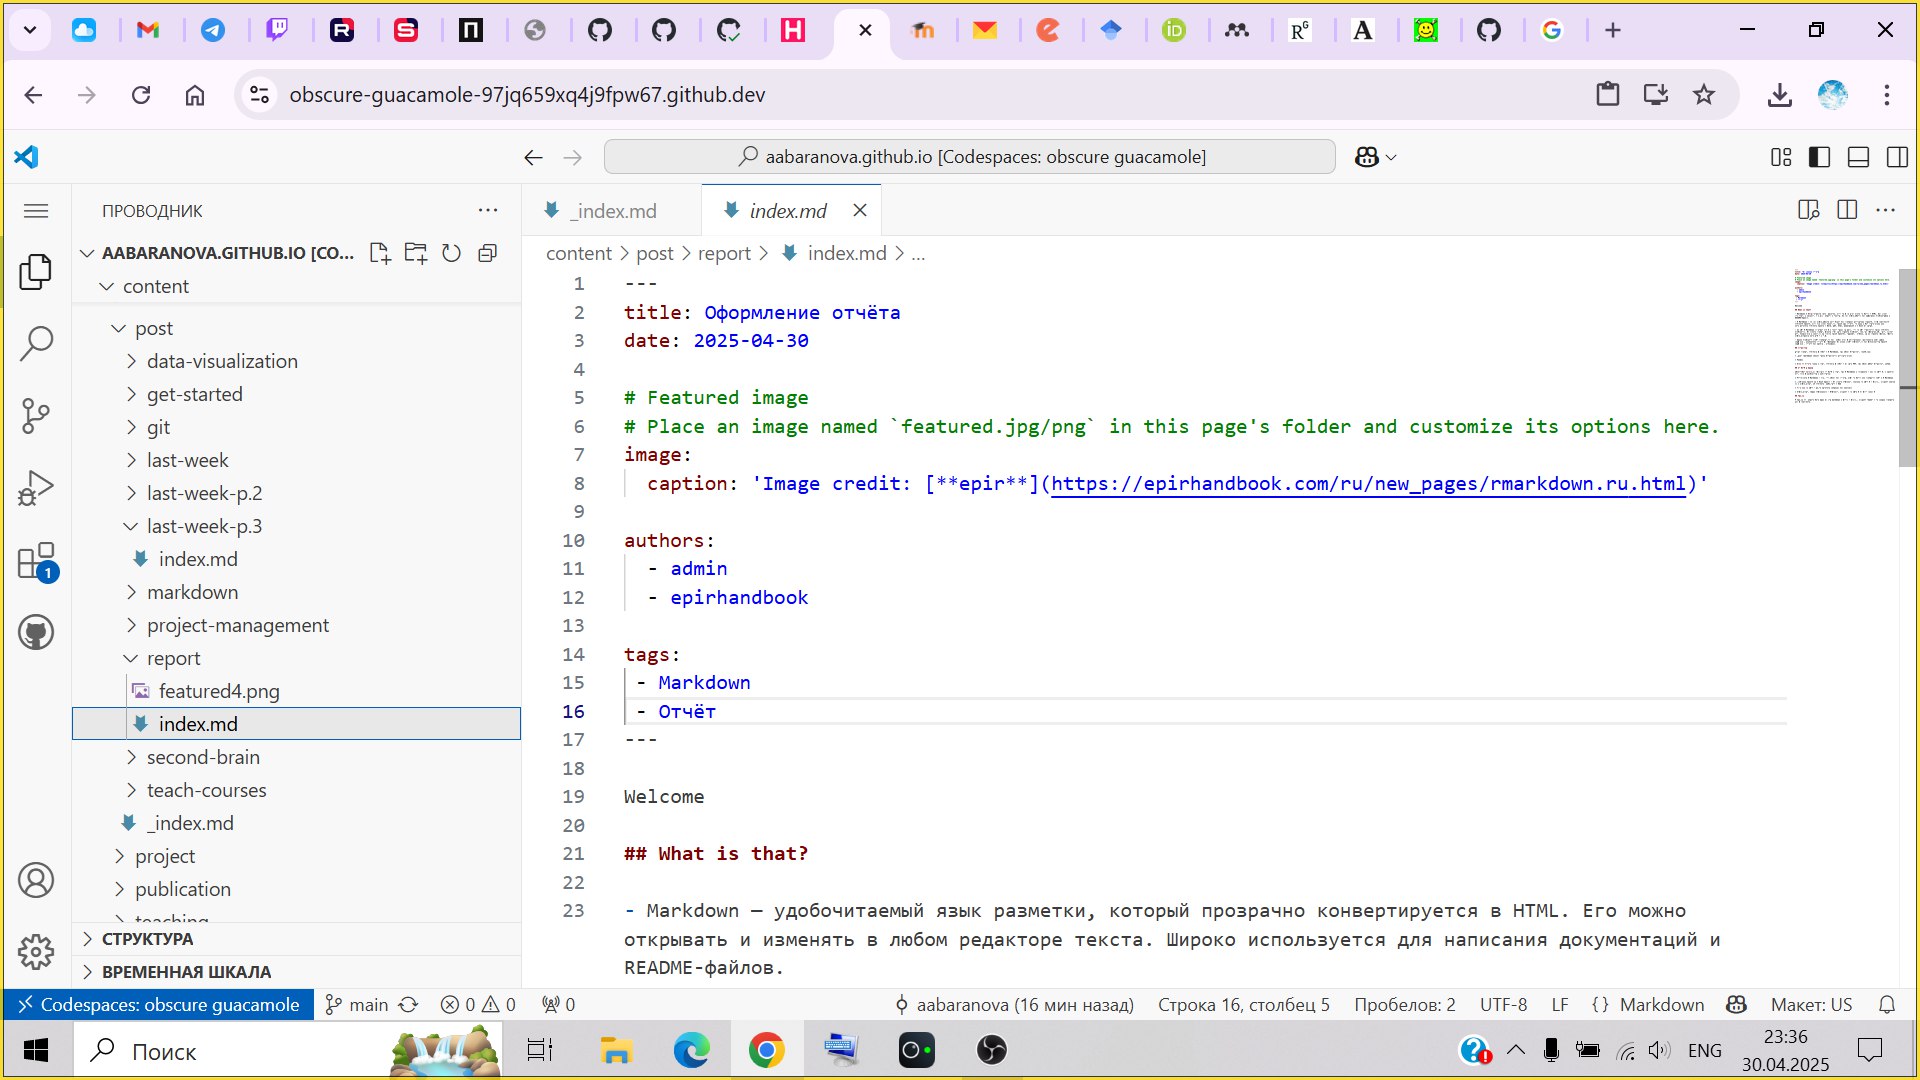 obscure-guacamole-97jq659xq4j9fpw67.github.dev
aabaranova.github.io [Codespaces: obscure guacamole]
ПРОВОДНИК
_index.md
index.md
AABARANOVA.GITHUB.IO [CO...
content > post > report > index.md > ...
content
post
data-visualization
get-started
git
last-week
last-week-p.2
last-week-p.3
index.md
markdown
project-management
report
featured4.png
index.md
second-brain
teach-courses
_index.md
project
publication
teaching
СТРУКТУРА
ВРЕМЕННАЯ ШКАЛА
1
1 ---
2 title: Оформление отчёта
3 date: 2025-04-30
4
5 # Featured image
6 # Place an image named `featured.jpg/png` in this page's folder and customize its options here.
7 image:
8 caption: 'Image credit: [**epir**](https://epirhandbook.com/ru/new_pages/rmarkdown.ru.html)'
9
10 authors:
11 - admin
12 - epirhandbook
13
14 tags:
15 - Markdown
16 - Отчёт
17 ---
18
19 Welcome
20
21 ## What is that?
22
23 - Markdown — удобочитаемый язык разметки, который прозрачно конвертируется в HTML. Его можно
открывать и изменять в любом редакторе текста. Широко используется для написания документаций и
README-файлов.
Codespaces: obscure guacamole
main
0 0
0
aabaranova (16 мин назад)
Строка 16, столбец 5
Пробелов: 2
UTF-8
LF
{ } Markdown
Макет: US
Поиск
ENG
23:36
30.04.2025